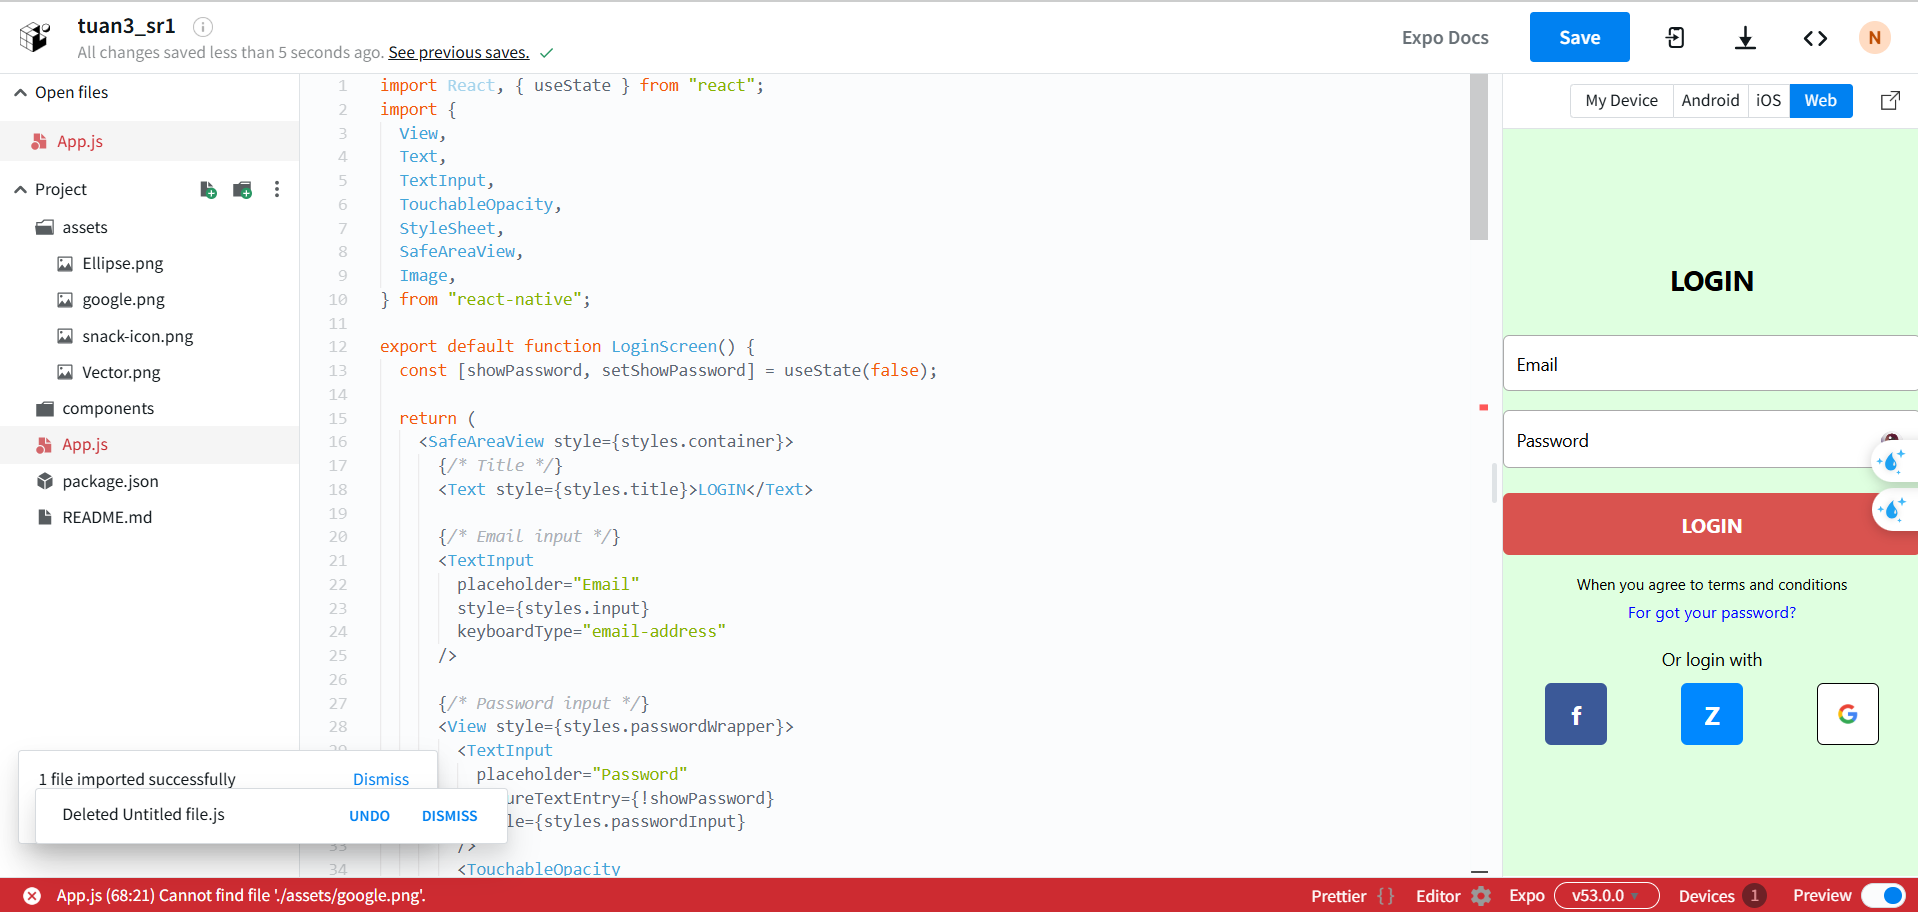 tuan3_sr1
All changes saved less than 5 seconds ago. See previous saves.
Expo Docs
Save
N
Open files
App.js
Project
assets
Ellipse.png
google.png
snack-icon.png
Vector.png
components
App.js
package.json
README.md
1 import React, { useState } from "react";
2 import {
3 View,
4 Text,
5 TextInput,
6 TouchableOpacity,
7 StyleSheet,
8 SafeAreaView,
9 Image,
10 } from "react-native";
11
12 export default function LoginScreen() {
13 const [showPassword, setShowPassword] = useState(false);
14
15 return (
16 <SafeAreaView style={styles.container}>
17 {/* Title */}
18 <Text style={styles.title}>LOGIN</Text>
19
20 {/* Email input */}
21 <TextInput
22 placeholder="Email"
23 style={styles.input}
24 keyboardType="email-address"
25 />
26
27 {/* Password input */}
28 <View style={styles.passwordWrapper}>
29 <TextInput
placeholder="Password"
ureTextEntry={!showPassword}
le={styles.passwordInput}
33 />
34 <TouchableOpacity
1 file imported successfully
Dismiss
Deleted Untitled file.js
UNDO
DISMISS
My Device
Android
iOS
Web
LOGIN
Email
Password
LOGIN
When you agree to terms and conditions
For got your password?
Or login with
f
Z
G
App.js (68:21) Cannot find file './assets/google.png'.
Prettier { }
Editor
Expo
v53.0.0
Devices 1
Preview